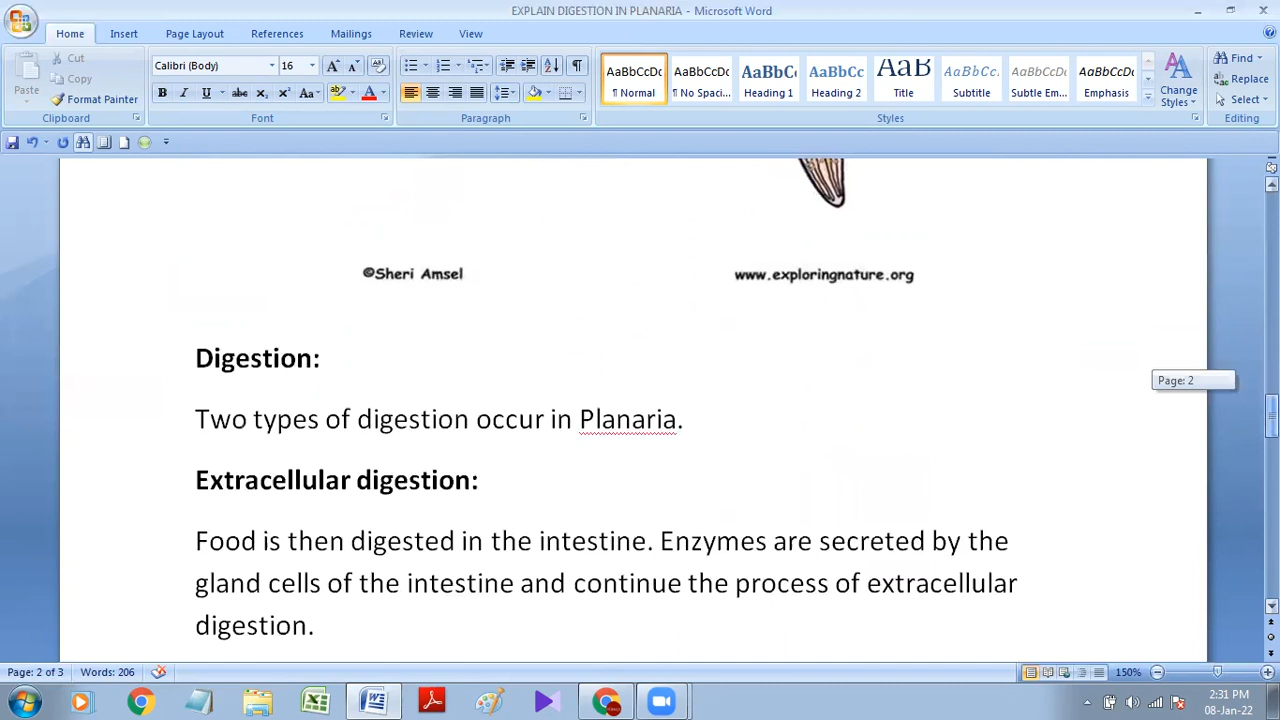 EXPLAIN DIGESTION IN PLANARIA - Microsoft Word
Home Insert Page Layout References Mailings Review View
Paste
Cut
Copy
Format Painter
Clipboard
Calibri (Body) 16
B I U abc X₂ X² Aa
Font
Paragraph
AaBbCcDc AaBbCcDc AaBbC AaBbCc AaB AaBbCcL AaBbCcDc AaBbCcDc
¶ Normal ¶ No Spaci... Heading 1 Heading 2 Title Subtitle Subtle Em... Emphasis
Styles
Change Styles
Find
Replace
Select
Editing
©Sheri Amsel www.exploringnature.org
Digestion:
Page: 2
Two types of digestion occur in Planaria.
Extracellular digestion:
Food is then digested in the intestine. Enzymes are secreted by the
gland cells of the intestine and continue the process of extracellular
digestion.
Page: 2 of 3 Words: 206 150%
2:31 PM
08-Jan-22